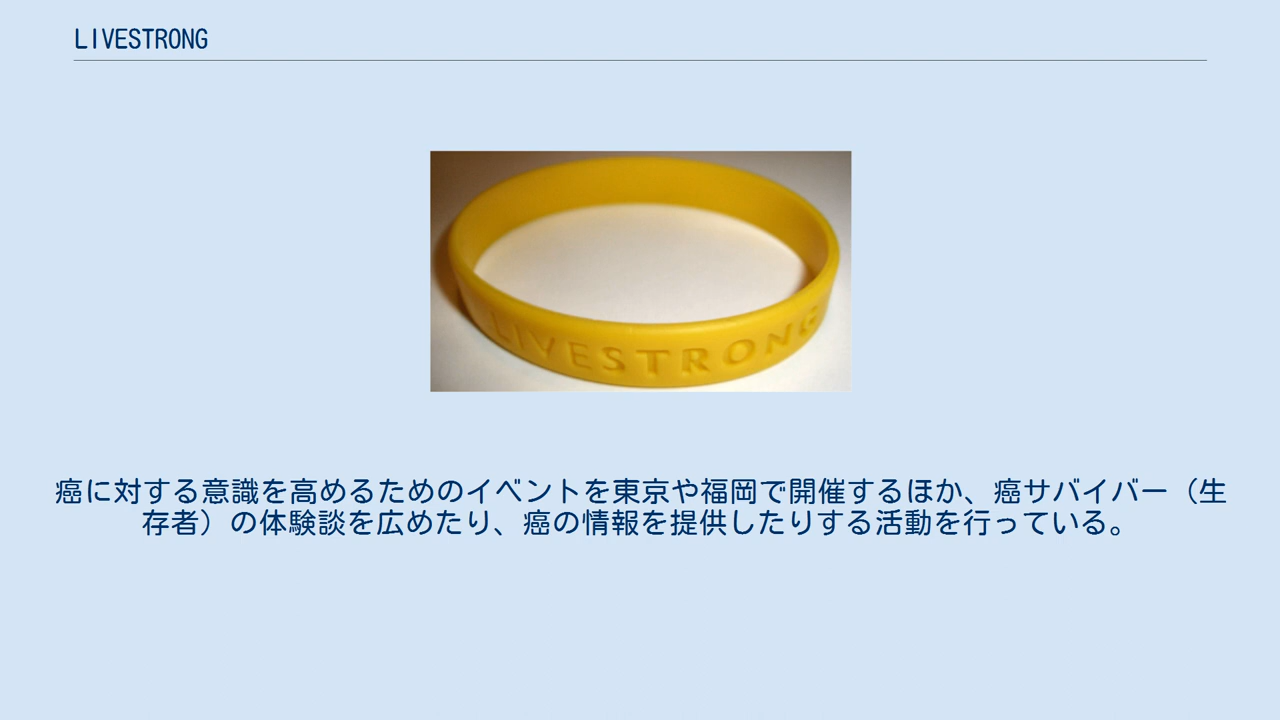 LIVESTRONG
LIVESTRONG
癌に対する意識を高めるためのイベントを東京や福岡で開催するほか、癌サバイバー（生
存者）の体験談を広めたり、癌の情報を提供したりする活動を行っている。